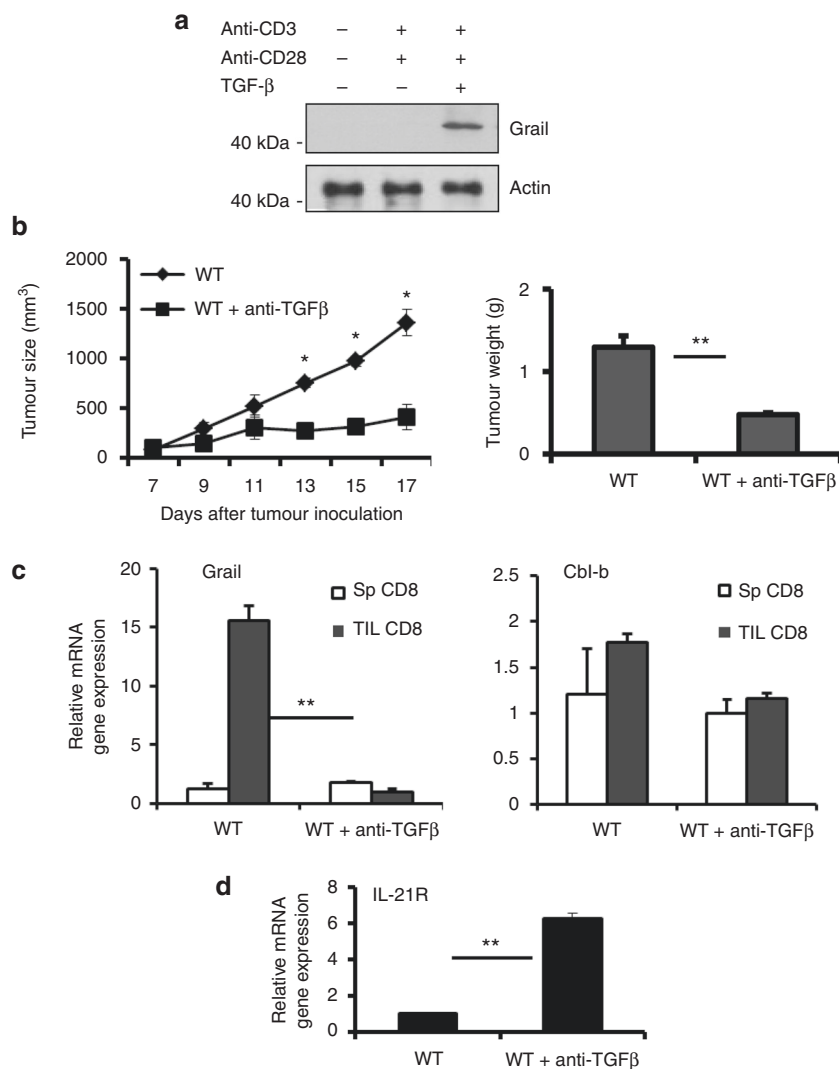 a
Anti-CD3 – + +
Anti-CD28 – + +
TGF-β – – +
40 kDa -
Grail
40 kDa -
Actin
b
Tumour size (mm³)
2000
1500
1000
500
0
WT
WT + anti-TGFβ
*
*
*
7 9 11 13 15 17
Days after tumour inoculation
Tumour weight (g)
2
1
0
**
WT WT + anti-TGFβ
c
Relative mRNA
gene expression
20
15
10
5
0
Grail
Sp CD8
TIL CD8
**
WT WT + anti-TGFβ
2.5
2
1.5
1
0.5
0
Cbl-b
Sp CD8
TIL CD8
WT WT + anti-TGFβ
d
Relative mRNA
gene expression
8
6
4
2
0
IL-21R
**
WT WT + anti-TGFβ